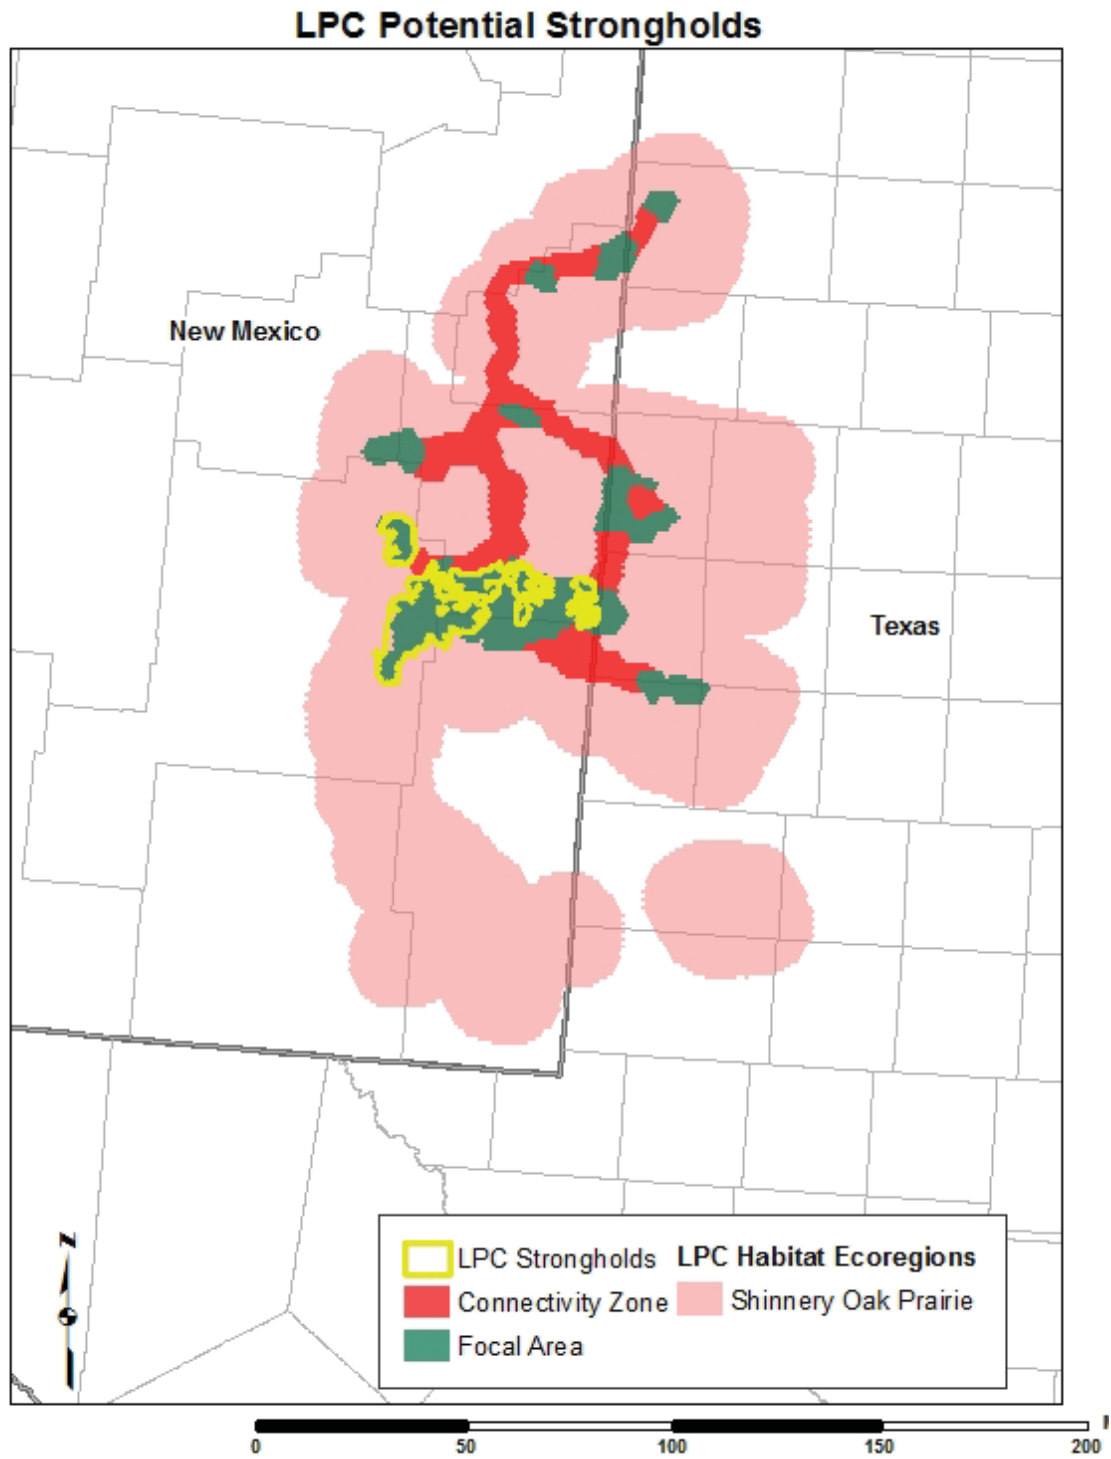 LPC Potential Strongholds
New Mexico
Texas
Z
LPC Strongholds
Connectivity Zone
Focal Area
LPC Habitat Ecoregions
Shinnery Oak Prairie
0 50 100 150 200